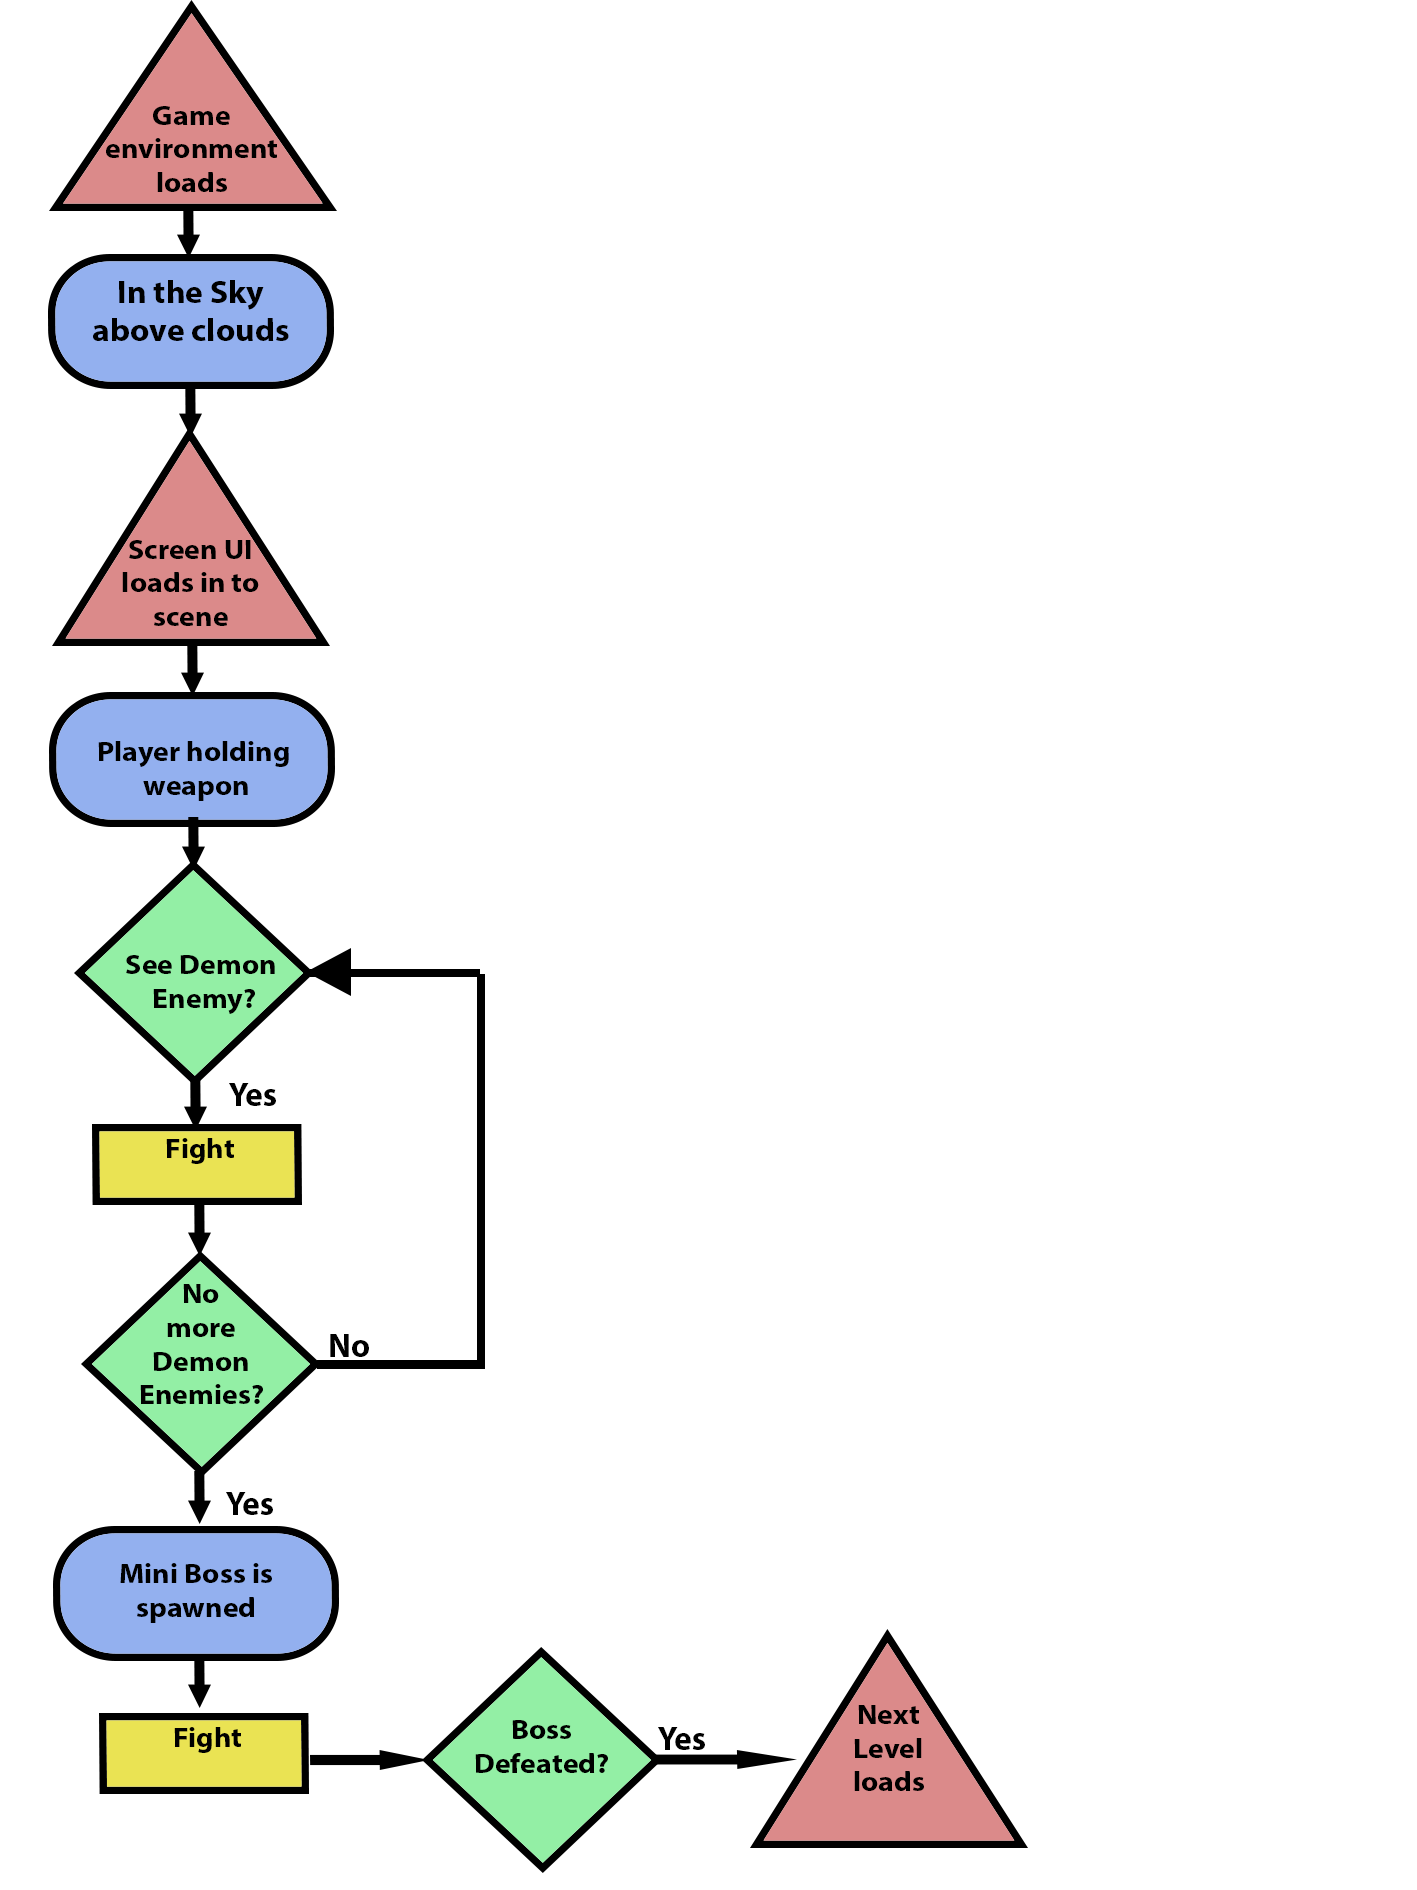 Game
environment
loads
In the Sky
above clouds
Screen UI
loads in to
scene
Player holding
weapon
See Demon
Enemy?
Yes
Fight
No
more
Demon
Enemies?
No
Yes
Mini Boss is
spawned
Fight
Boss
Defeated?
Yes
Next
Level
loads